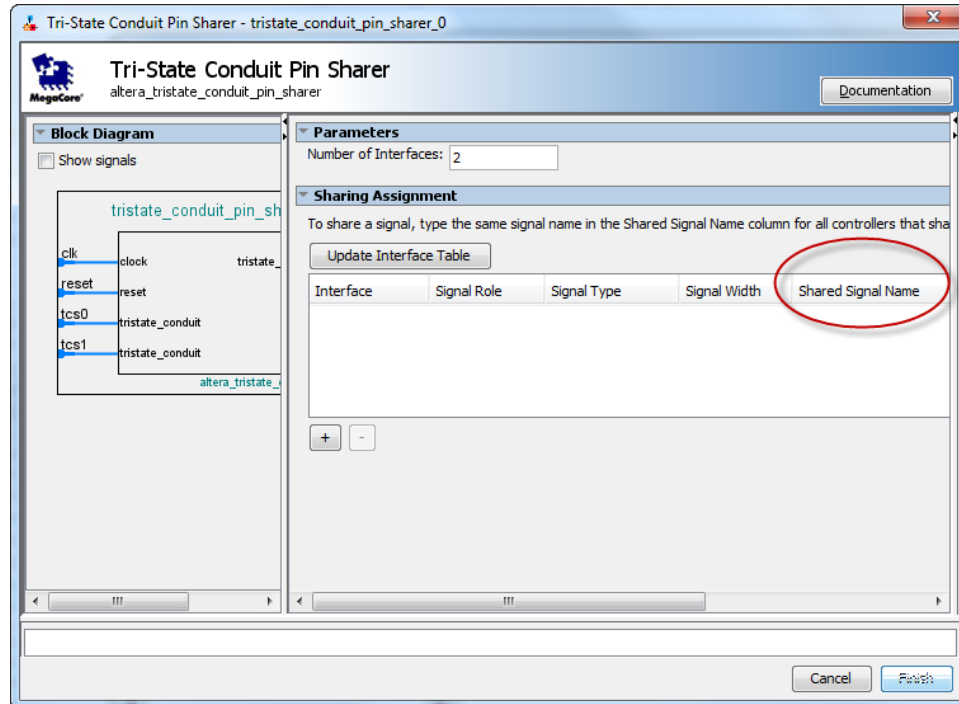 Tri-State Conduit Pin Sharer - tristate_conduit_pin_sharer_0
Tri-State Conduit Pin Sharer
altera_tristate_conduit_pin_sharer
MegaCore'
Documentation
Block Diagram
Show signals
tristate_conduit_pin_sh
clk
clock
tristate_
reset
reset
tcs0
tristate_conduit
tcs1
tristate_conduit
altera_tristate_
Parameters
Number of Interfaces: 2
Sharing Assignment
To share a signal, type the same signal name in the Shared Signal Name column for all controllers that sha
Update Interface Table
Interface Signal Role Signal Type Signal Width Shared Signal Name
+ -
Cancel Finish